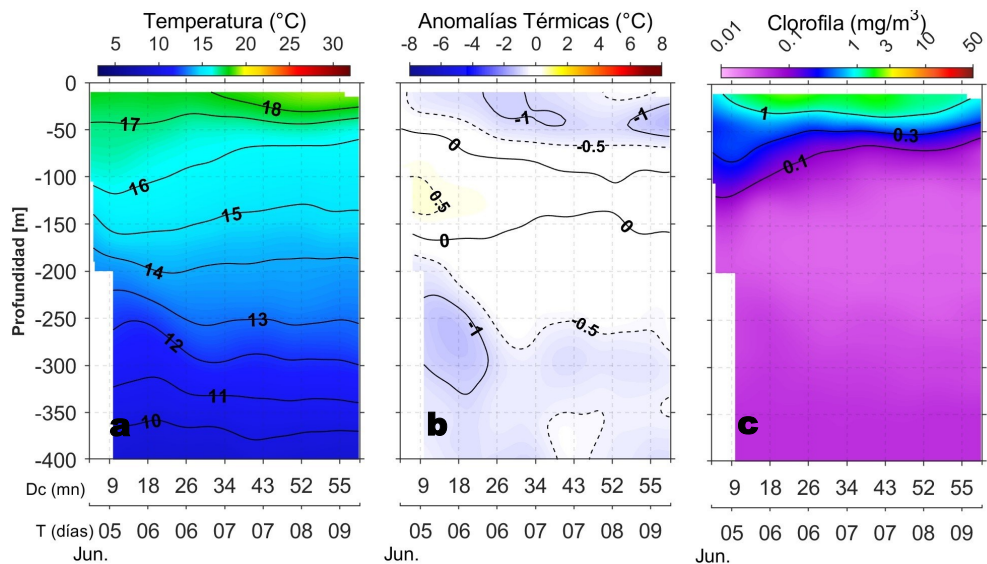 Temperatura (°C)
5 10 15 20 25 30
Anomalías Térmicas (°C)
-8 -6 -4 -2 0 2 4 6 8
Clorofila (mg/m³)
0.01 0.1 1 3 10 50
Profundidad [m]
0
-50
-100
-150
-200
-250
-300
-350
-400
18
17
16
15
14
13
12
11
10
a
-1
-1
-0.5
0
0.5
0
0
-1
-0.5
b
1
0.3
0.1
c
Dc (mn) 9 18 26 34 43 52 55
9 18 26 34 43 52 55
9 18 26 34 43 52 55
T (días) 05 06 06 07 07 08 09
05 06 06 07 07 08 09
05 06 06 07 07 08 09
Jun.
Jun.
Jun.